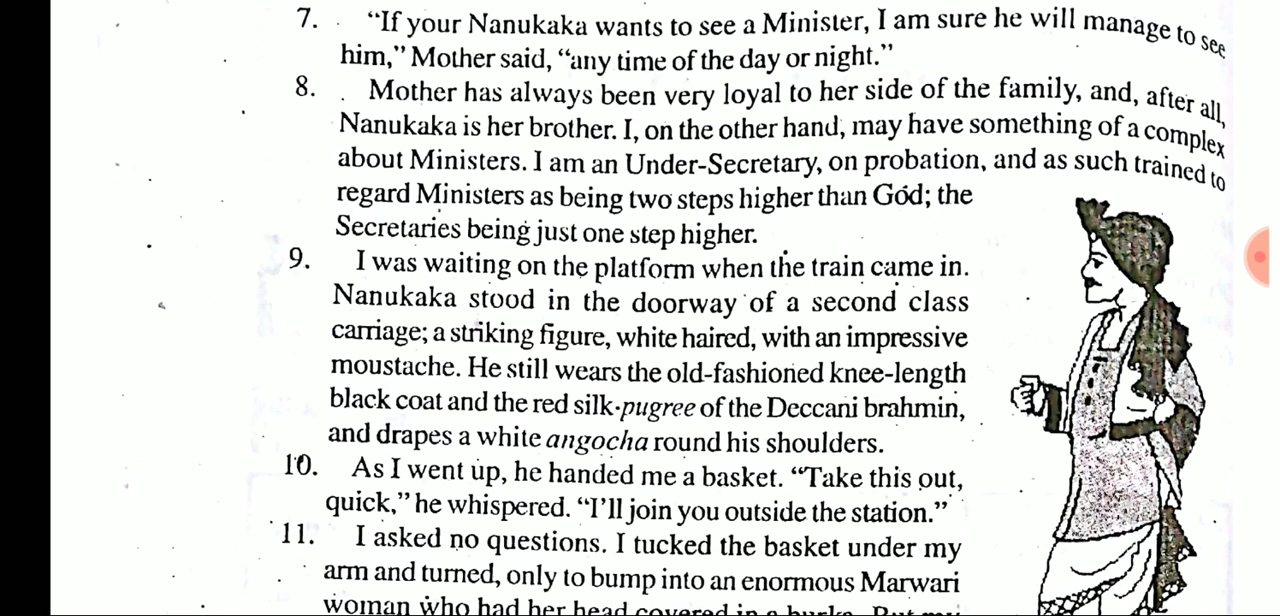 7. "If your Nanukaka wants to see a Minister, I am sure he will manage to see
him," Mother said, "any time of the day or night."
8. Mother has always been very loyal to her side of the family, and, after all,
Nanukaka is her brother. I, on the other hand, may have something of a complex
about Ministers. I am an Under-Secretary, on probation, and as such trained to
regard Ministers as being two steps higher than God; the
Secretaries being just one step higher.
9. I was waiting on the platform when the train came in.
Nanukaka stood in the doorway of a second class
carriage; a striking figure, white haired, with an impressive
moustache. He still wears the old-fashioned knee-length
black coat and the red silk-pugree of the Deccani brahmin,
and drapes a white angocha round his shoulders.
10. As I went up, he handed me a basket. "Take this out,
quick," he whispered. "I'll join you outside the station."
11. I asked no questions. I tucked the basket under my
arm and turned, only to bump into an enormous Marwari
woman who had her head covered in a